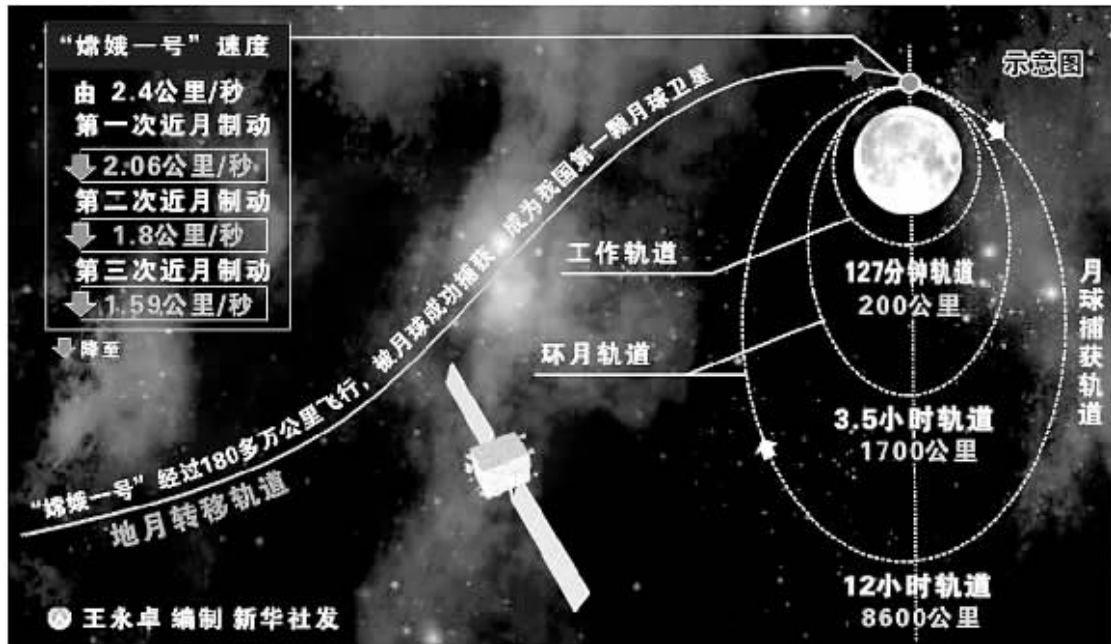 “嫦娥一号” 速度
由 2.4公里/秒
第一次近月制动
2.06公里/秒
第二次近月制动
1.8公里/秒
第三次近月制动
1.59公里/秒
降至
示意图
“嫦娥一号” 经过180多万公里飞行，被月球成功捕获，成为我国第一颗月球卫星
地月转移轨道
工作轨道
环月轨道
127分钟轨道
200公里
3.5小时轨道
1700公里
12小时轨道
8600公里
月球捕获轨道
王永卓 编制 新华社发